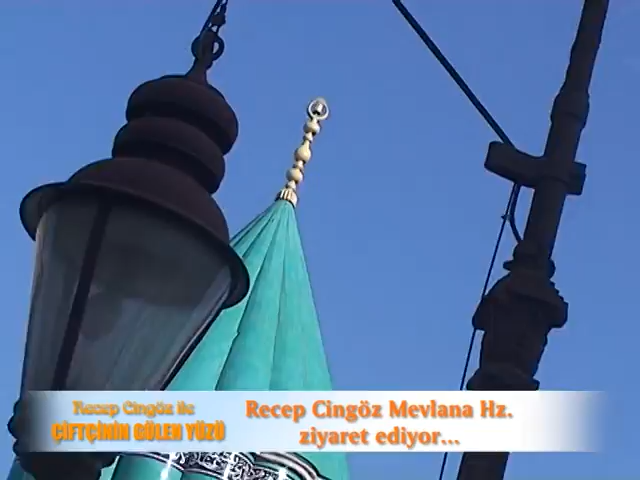 Recep Cingöz ile
ÇİFTÇİNİN GÜLEN YÜZÜ
Recep Cingöz Mevlana Hz.
ziyaret ediyor...